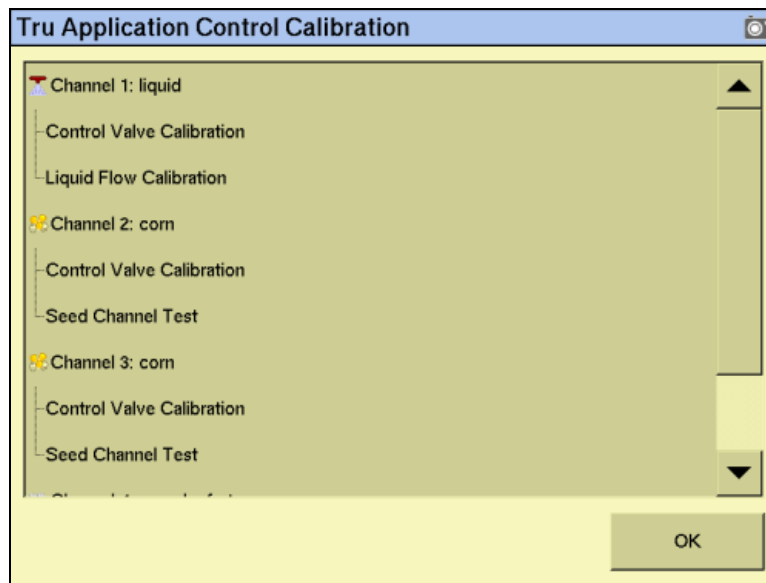 Tru Application Control Calibration
Channel 1: liquid
Control Valve Calibration
Liquid Flow Calibration
Channel 2: corn
Control Valve Calibration
Seed Channel Test
Channel 3: corn
Control Valve Calibration
Seed Channel Test
OK